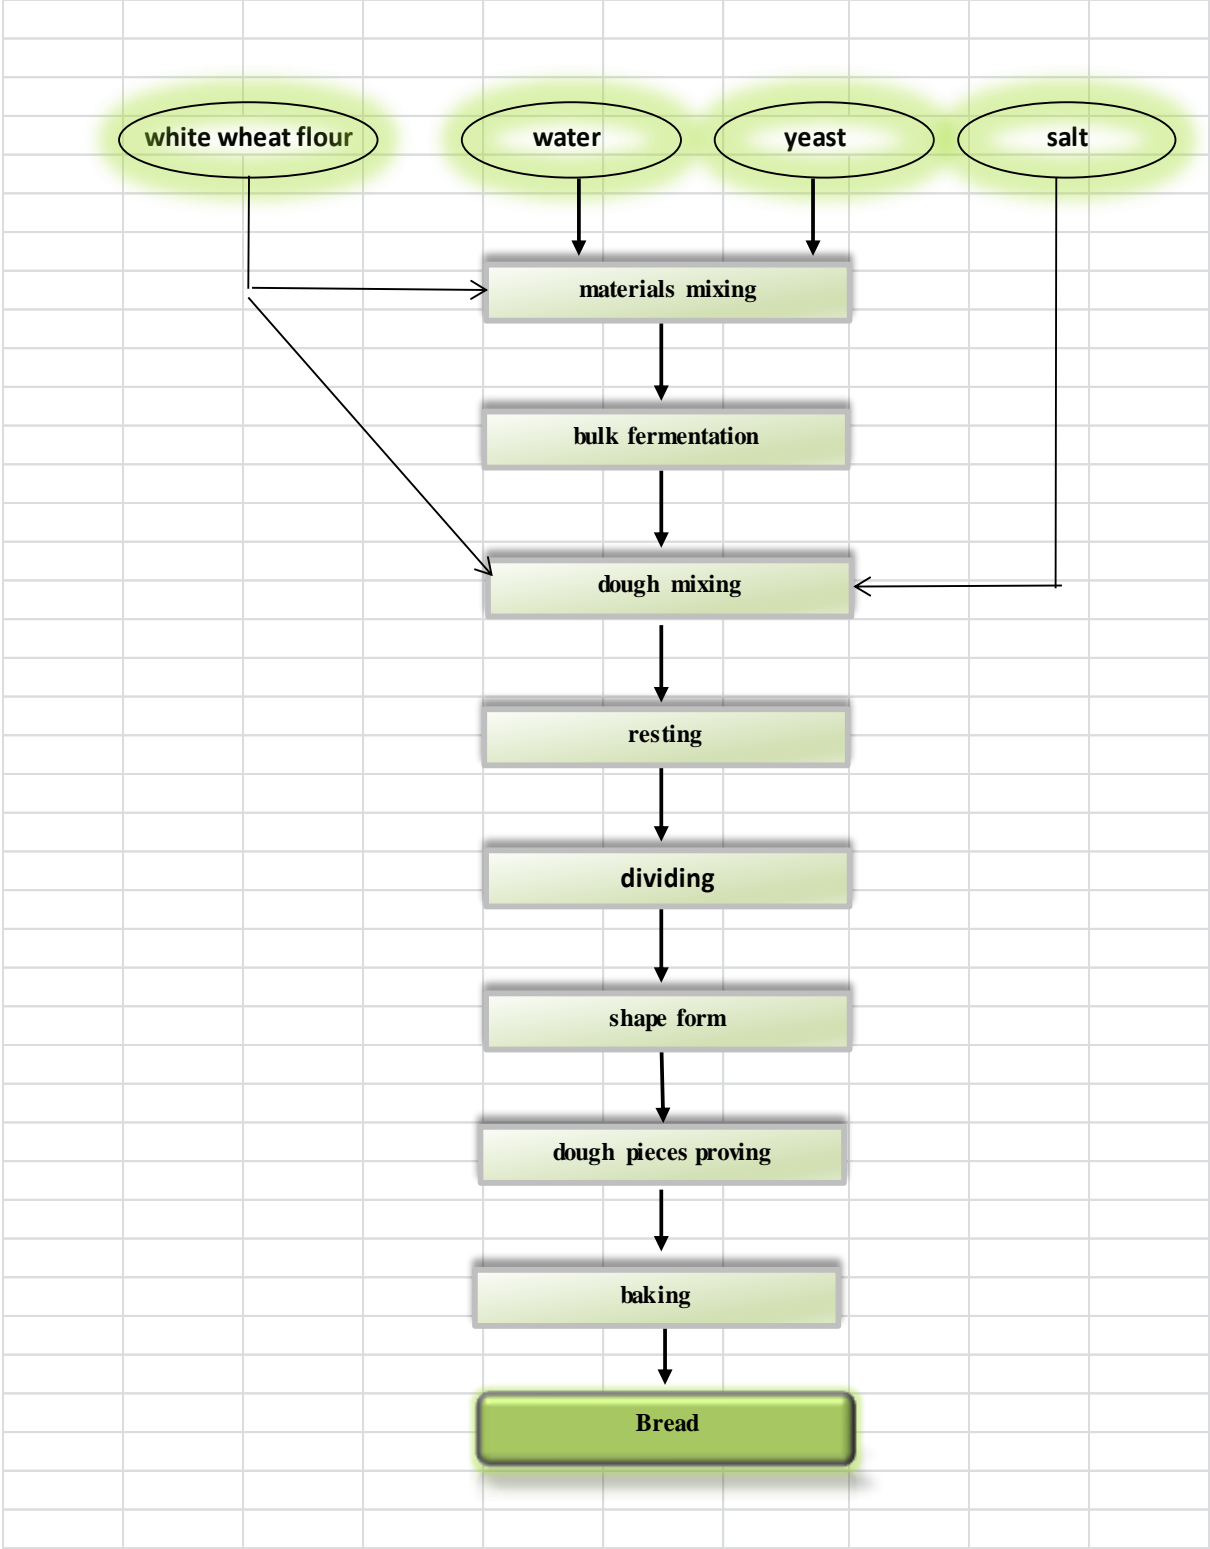 white wheat flour
water
yeast
salt
materials mixing
bulk fermentation
dough mixing
resting
dividing
shape form
dough pieces proving
baking
Bread